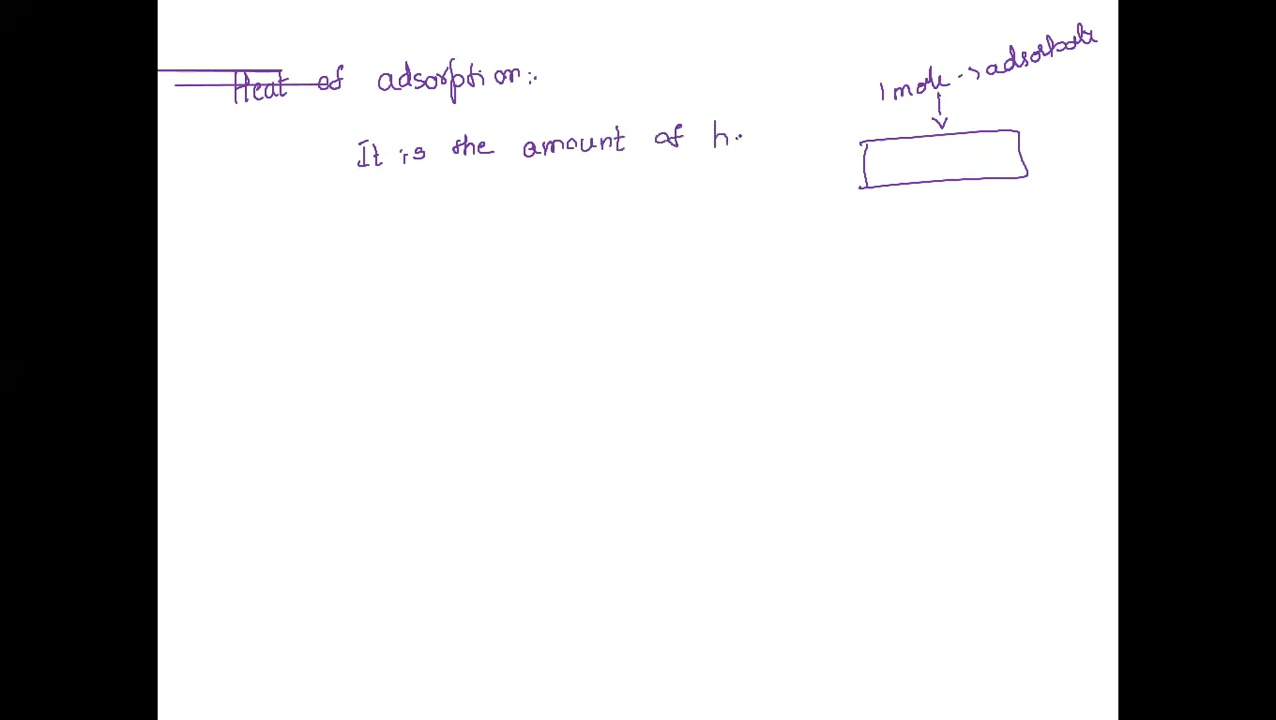 Heat of adsorption:.
It is the amount of h.
1 mole -> adsorbate